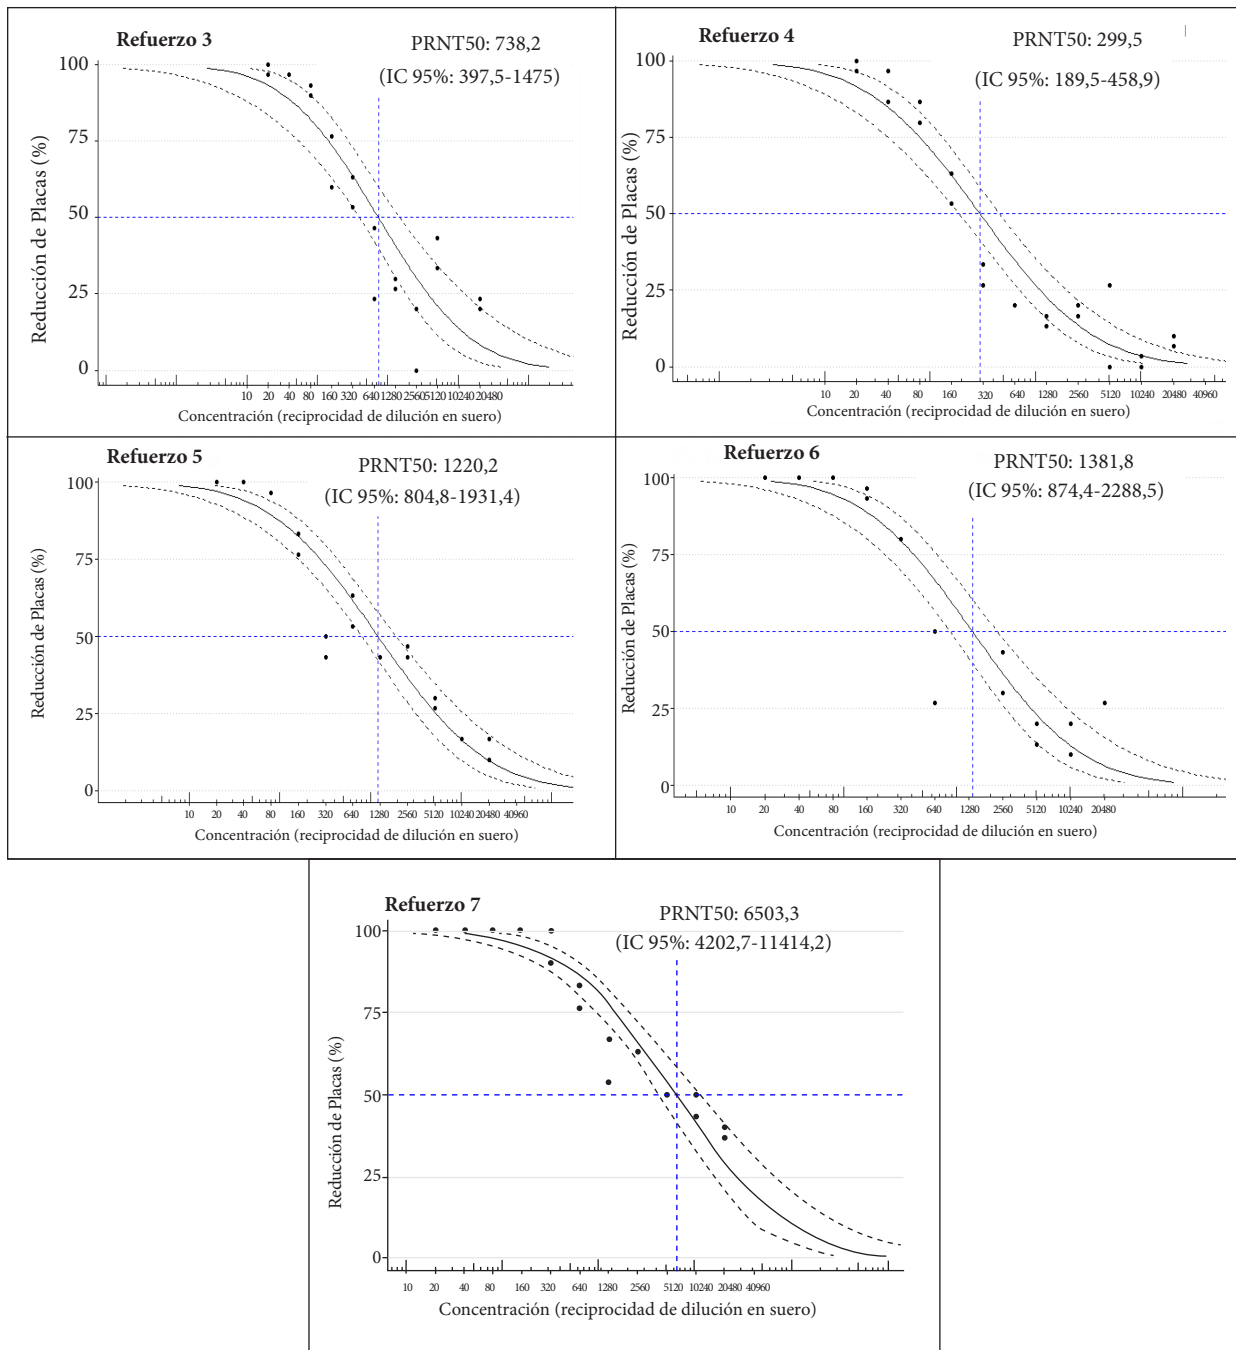 Refuerzo 3
PRNT50: 738,2
(IC 95%: 397,5-1475)
Reducción de Placas (%)
100
75
50
25
0
10 20 40 80 160 320 640 1280 2560 5120 10240 20480
Concentración (reciprocidad de dilución en suero)
Refuerzo 4
PRNT50: 299,5
(IC 95%: 189,5-458,9)
Reducción de Placas (%)
100
75
50
25
0
10 20 40 80 160 320 640 1280 2560 5120 10 240 20480 40960
Concentración (reciprocidad de dilución en suero)
Refuerzo 5
PRNT50: 1220,2
(IC 95%: 804,8-1931,4)
Reducción de Placas (%)
100
75
50
25
0
10 20 40 80 160 320 640 1280 2560 5120 10240 20480 40960
Concentración (reciprocidad de dilución en suero)
Refuerzo 6
PRNT50: 1381,8
(IC 95%: 874,4-2288,5)
Reducción de Placas (%)
100
75
50
25
0
10 20 40 80 160 320 640 1280 2560 5120 10240 20480
Concentración (reciprocidad de dilución en suero)
Refuerzo 7
PRNT50: 6503,3
(IC 95%: 4202,7-11414,2)
Reducción de Placas (%)
100
75
50
25
0
10 20 40 80 160 320 640 1280 2560 5120 10240 20480 40960
Concentración (reciprocidad de dilución en suero)